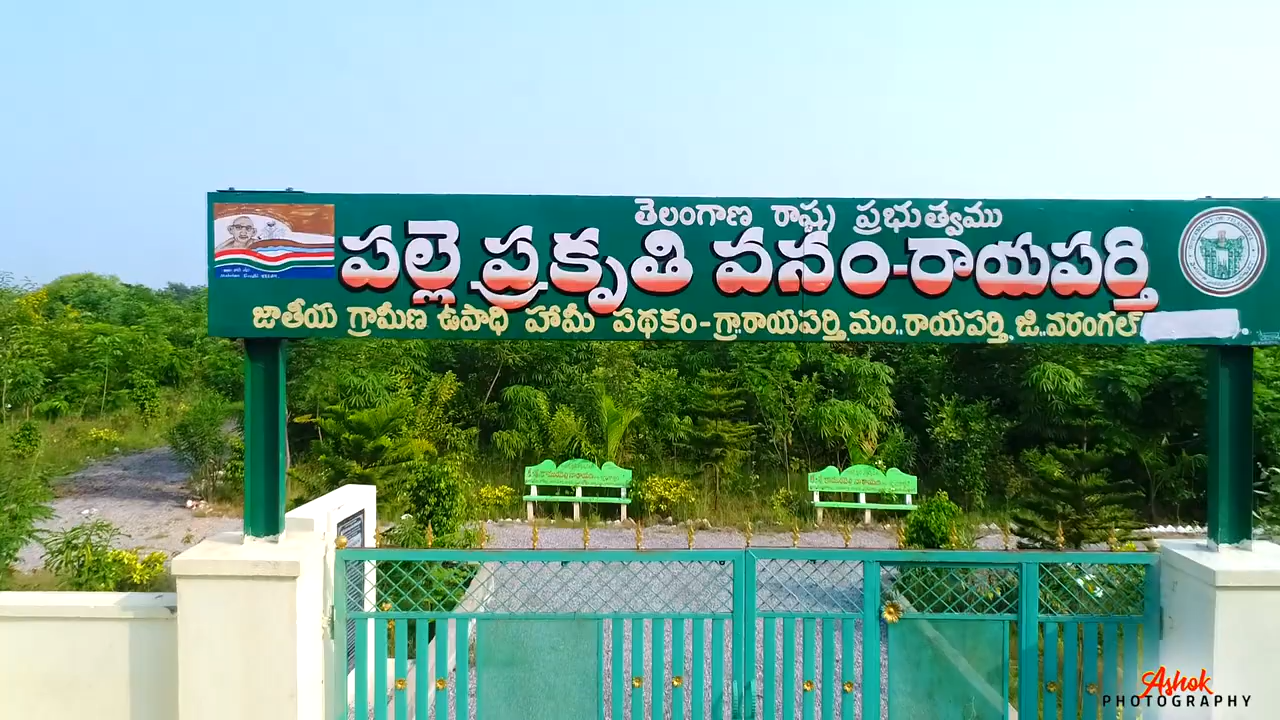 తెలంగాణ రాష్ట్ర ప్రభుత్వము
పల్లె ప్రకృతి వనం-రాయపర్తి
జాతీయ గ్రామీణ ఉపాధి హామీ పథకం-గ్రా..రాయపర్తి మం..రాయపర్తి జి..వరంగల్
Ashok
PHOTOGRAPHY